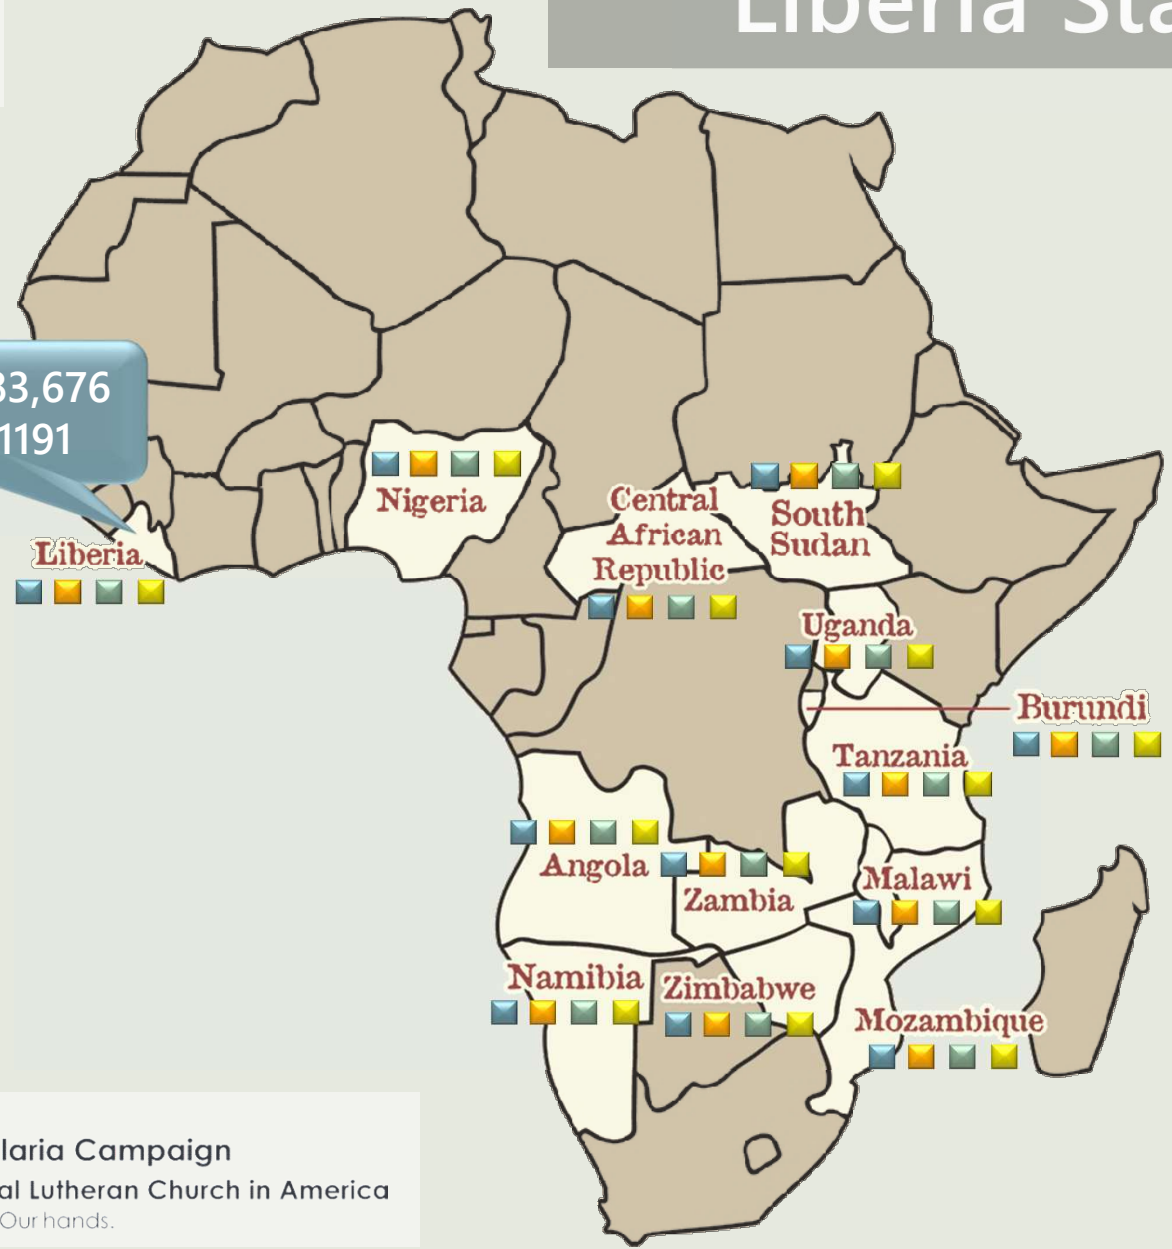 Liberia
33,676
1191
Nigeria
Central
African
Republic
South
Sudan
Liberia
Uganda
Burundi
Tanzania
Angola
Zambia
Malawi
Namibia
Zimbabwe
Mozambique
laria Campaign
al Lutheran Church in America
Our hands.